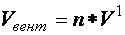 Vвент = n*V¹